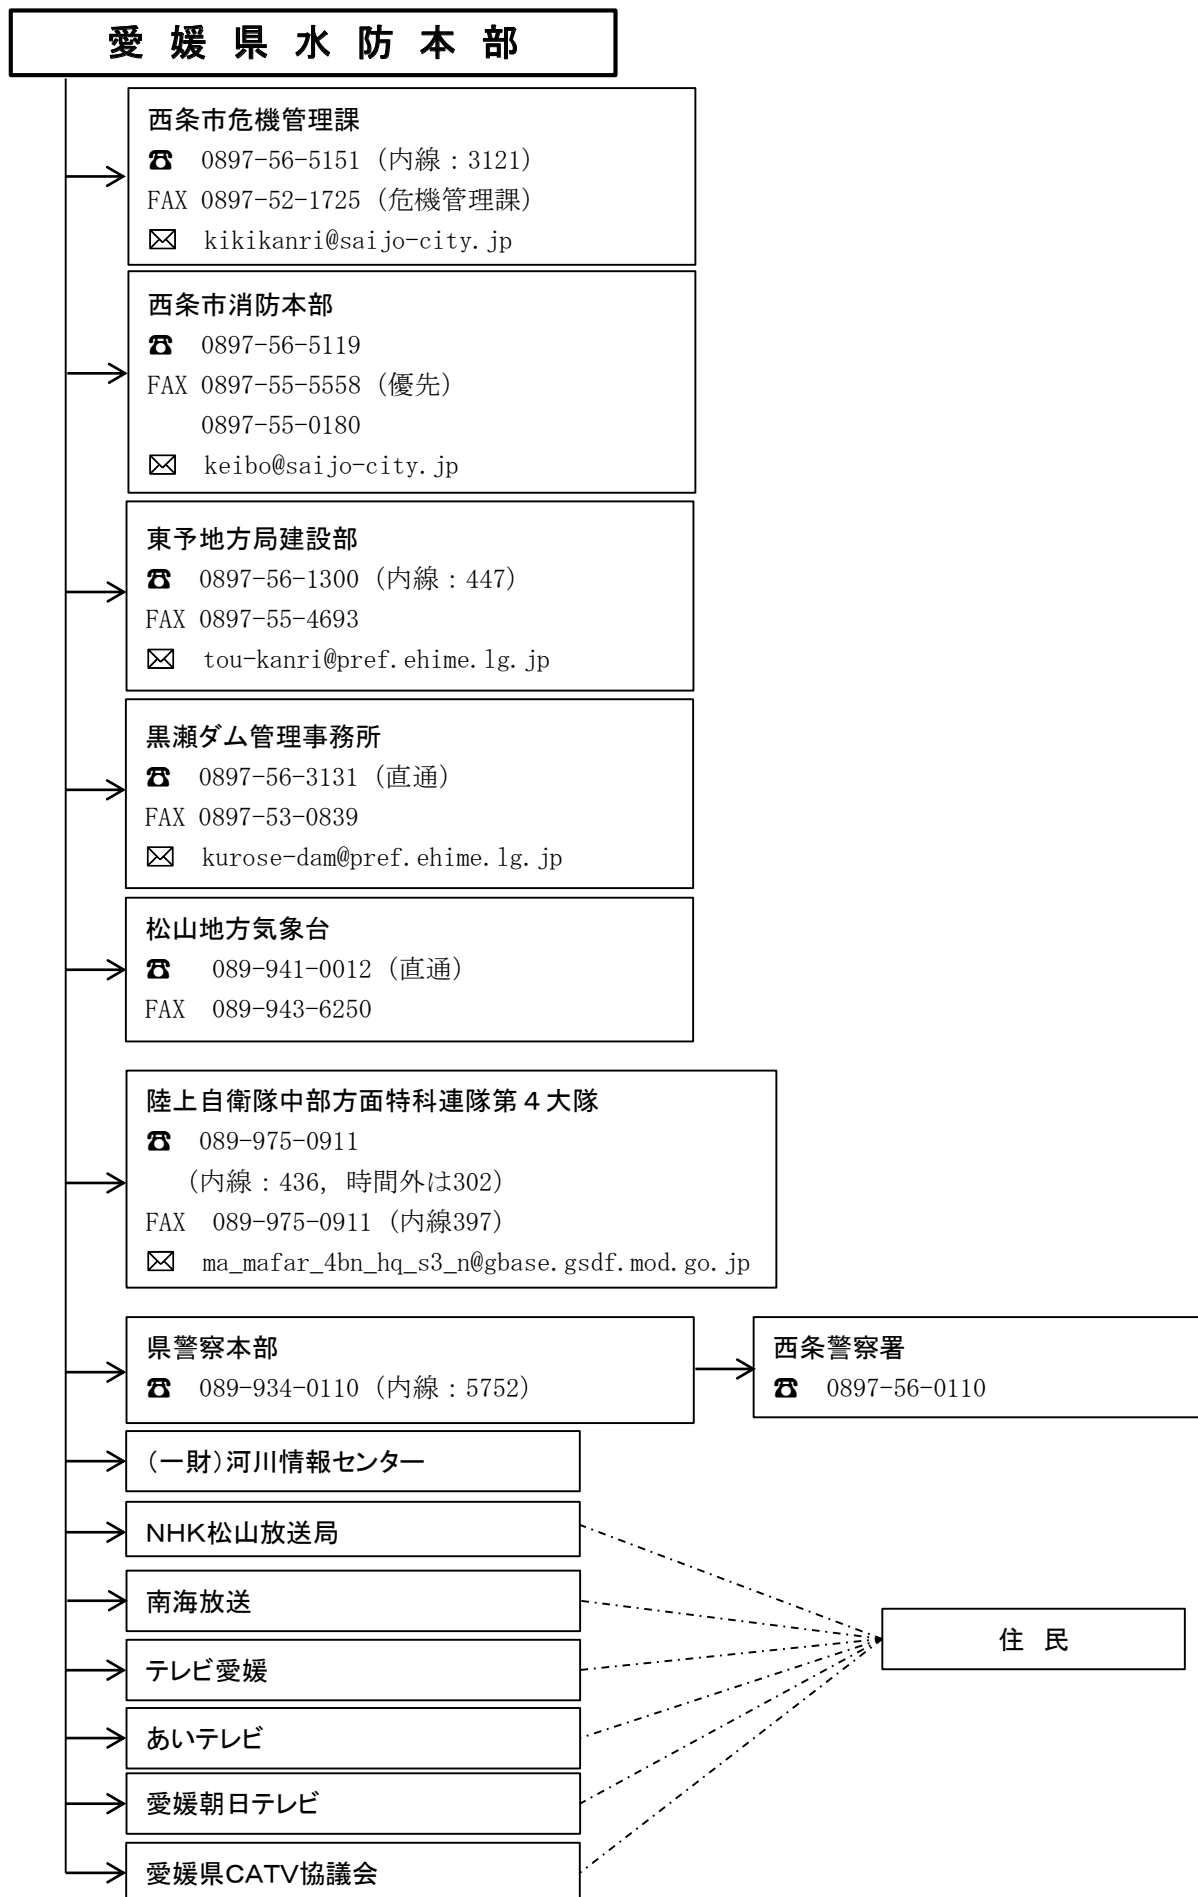 愛媛県水防本部
西条市危機管理課
☎ 0897-56-5151（内線：3121）
FAX 0897-52-1725（危機管理課）
✉ kikikanri@saijo-city.jp
西条市消防本部
☎ 0897-56-5119
FAX 0897-55-5558（優先）
0897-55-0180
✉ keibo@saijo-city.jp
東予地方局建設部
☎ 0897-56-1300（内線：447）
FAX 0897-55-4693
✉ tou-kanri@pref.ehime.lg.jp
黒瀬ダム管理事務所
☎ 0897-56-3131（直通）
FAX 0897-53-0839
✉ kurose-dam@pref.ehime.lg.jp
松山地方気象台
☎ 089-941-0012（直通）
FAX 089-943-6250
陸上自衛隊中部方面特科連隊第４大隊
☎ 089-975-0911
（内線：436，時間外は302）
FAX 089-975-0911（内線397）
✉ ma_mafar_4bn_hq_s3_n@gbase.gsdf.mod.go.jp
県警察本部
☎ 089-934-0110（内線：5752）
西条警察署
☎ 0897-56-0110
（一財）河川情報センター
NHK松山放送局
南海放送
テレビ愛媛
あいテレビ
愛媛朝日テレビ
愛媛県CATV協議会
住 民